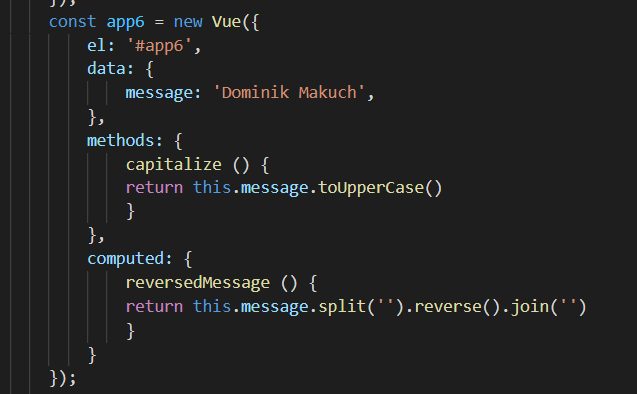 });
const app6 = new Vue({
el: '#app6',
data: {
message: 'Dominik Makuch',
},
methods: {
capitalize () {
return this.message.toUpperCase()
}
},
computed: {
reversedMessage () {
return this.message.split('').reverse().join('')
}
}
});